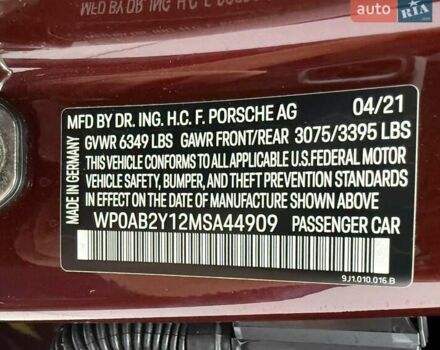 auto RIA
MFD BY DR. ING. H.C. F. PORSCHE AG 04/21
GVWR 6349 LBS GAWR FRONT/REAR 3075/3395 LBS
THIS VEHICLE CONFORMS TO ALL APPLICABLE U.S.FEDERAL MOTOR
VEHICLE SAFETY, BUMPER, AND THEFT PREVENTION STANDARDS
IN EFFECT ON THE DATE OF MANUFACTURE SHOWN ABOVE
WP0AB2Y12MSA44909 PASSENGER CAR
MADE IN GERMANY
9J1.010.016.B